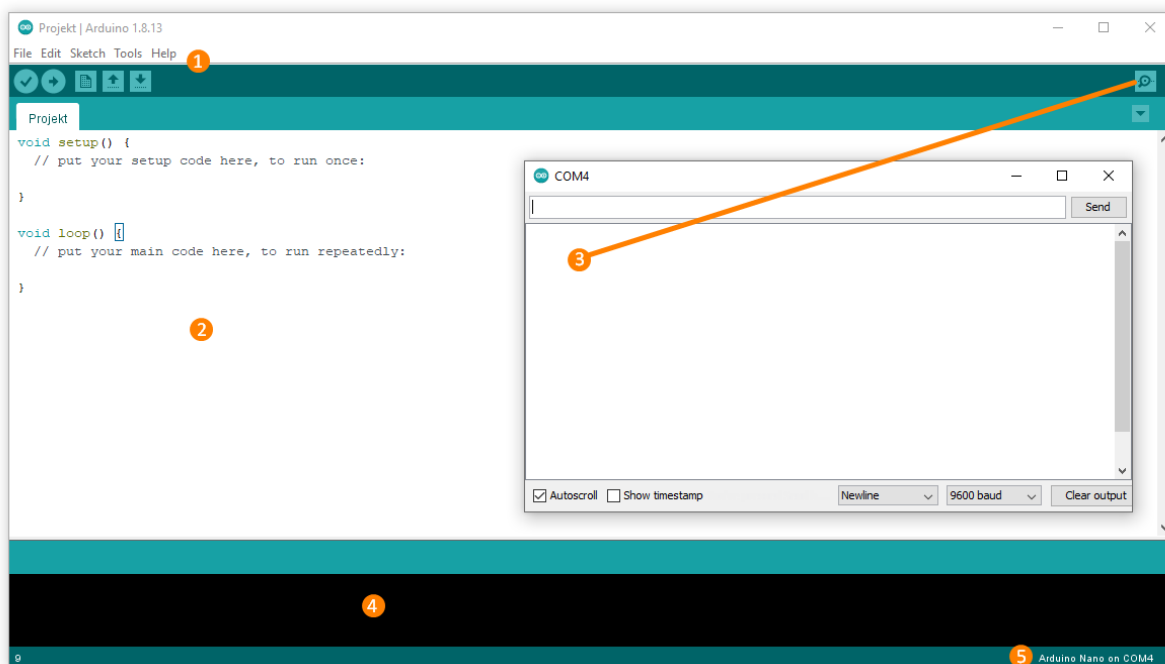 Projekt | Arduino 1.8.13
File Edit Sketch Tools Help
1
Projekt
void setup() {
// put your setup code here, to run once:
}
void loop() {
// put your main code here, to run repeatedly:
}
2
COM4
Send
3
Autoscroll Show timestamp Newline 9600 baud Clear output
4
9 5 Arduino Nano on COM4